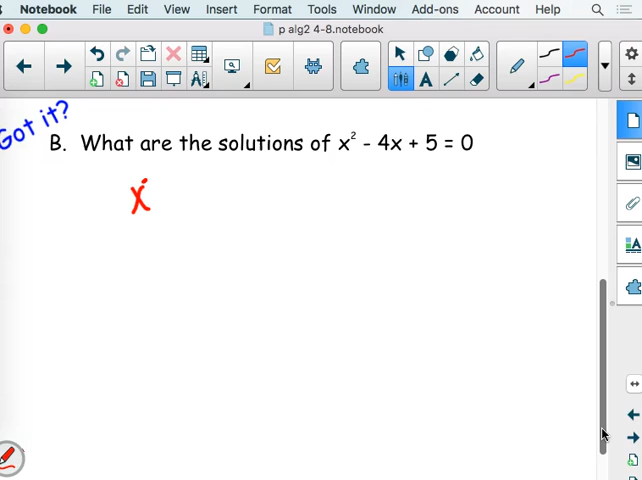 Notebook File Edit View Insert Format Tools Window Add-ons Account Help
p alg2 4-8.notebook
Got it?
B. What are the solutions of x² - 4x + 5 = 0
x